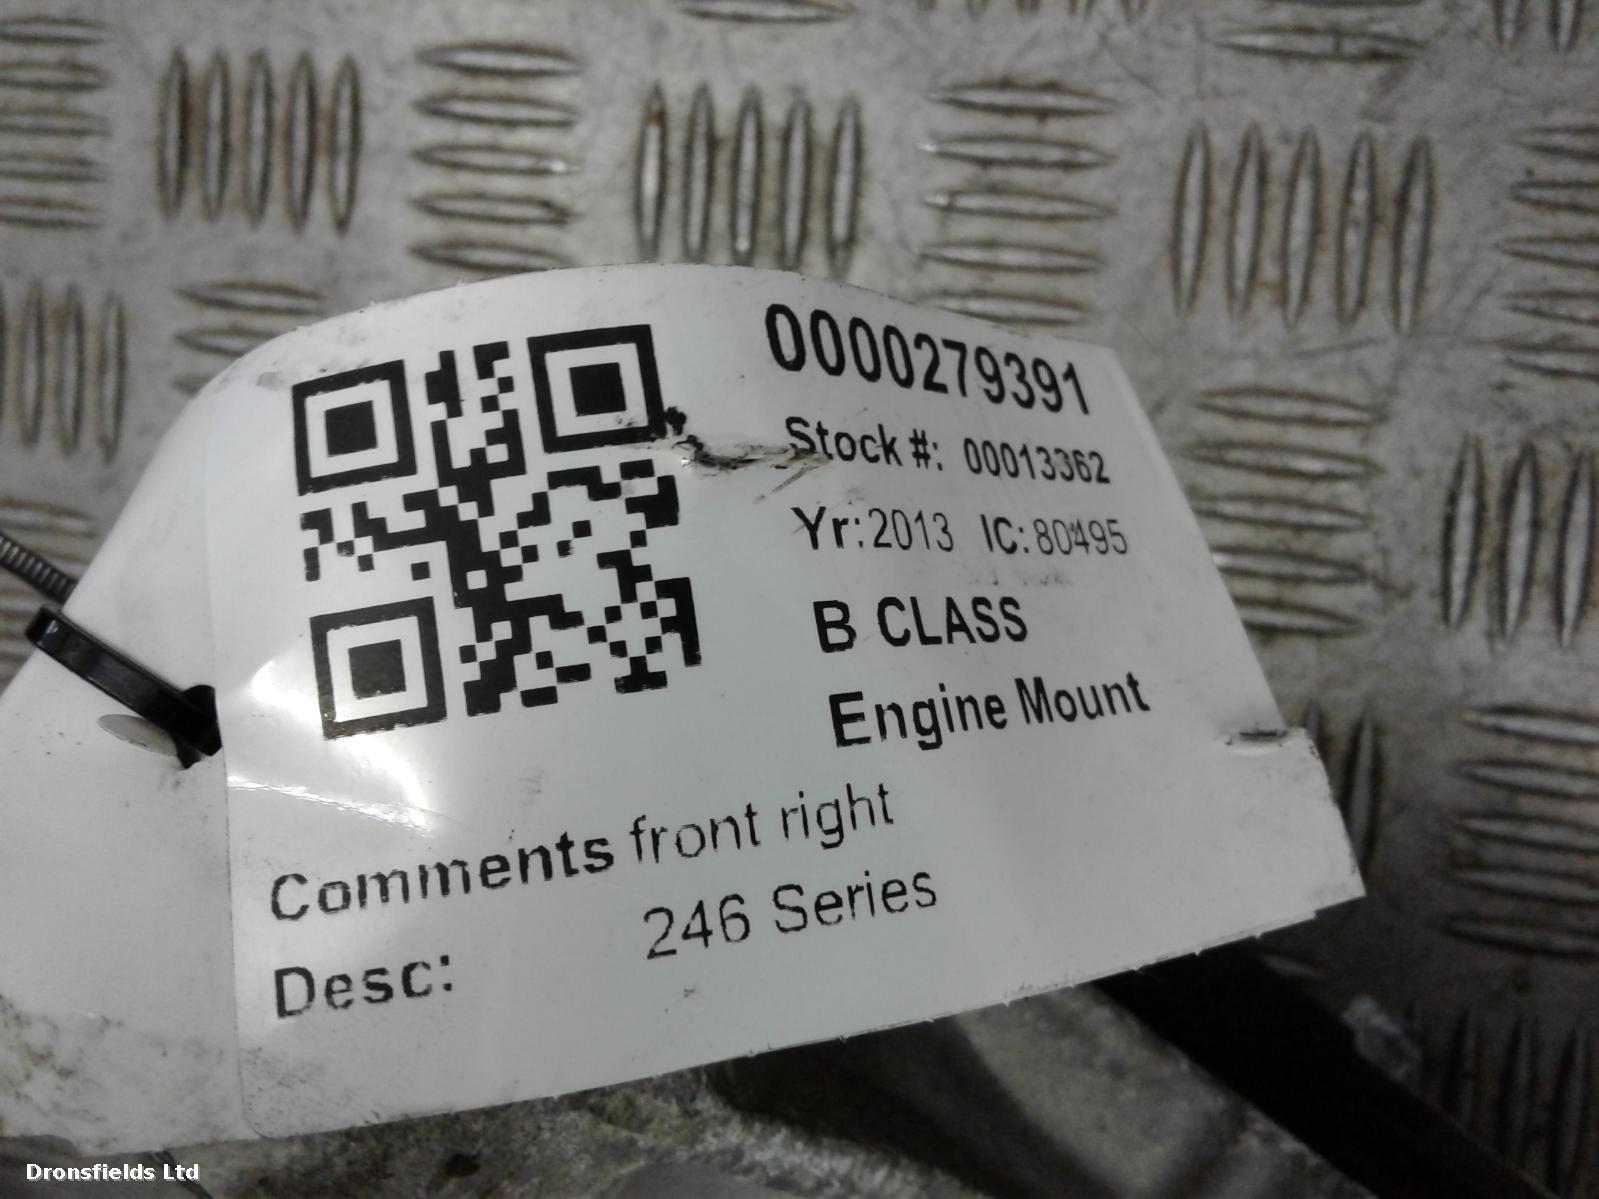 0000279391
Stock #: 00013362
Yr: 2013 IC: 80495
B CLASS
Engine Mount
Comments front right
246 Series
Desc:
Dronsfields Ltd